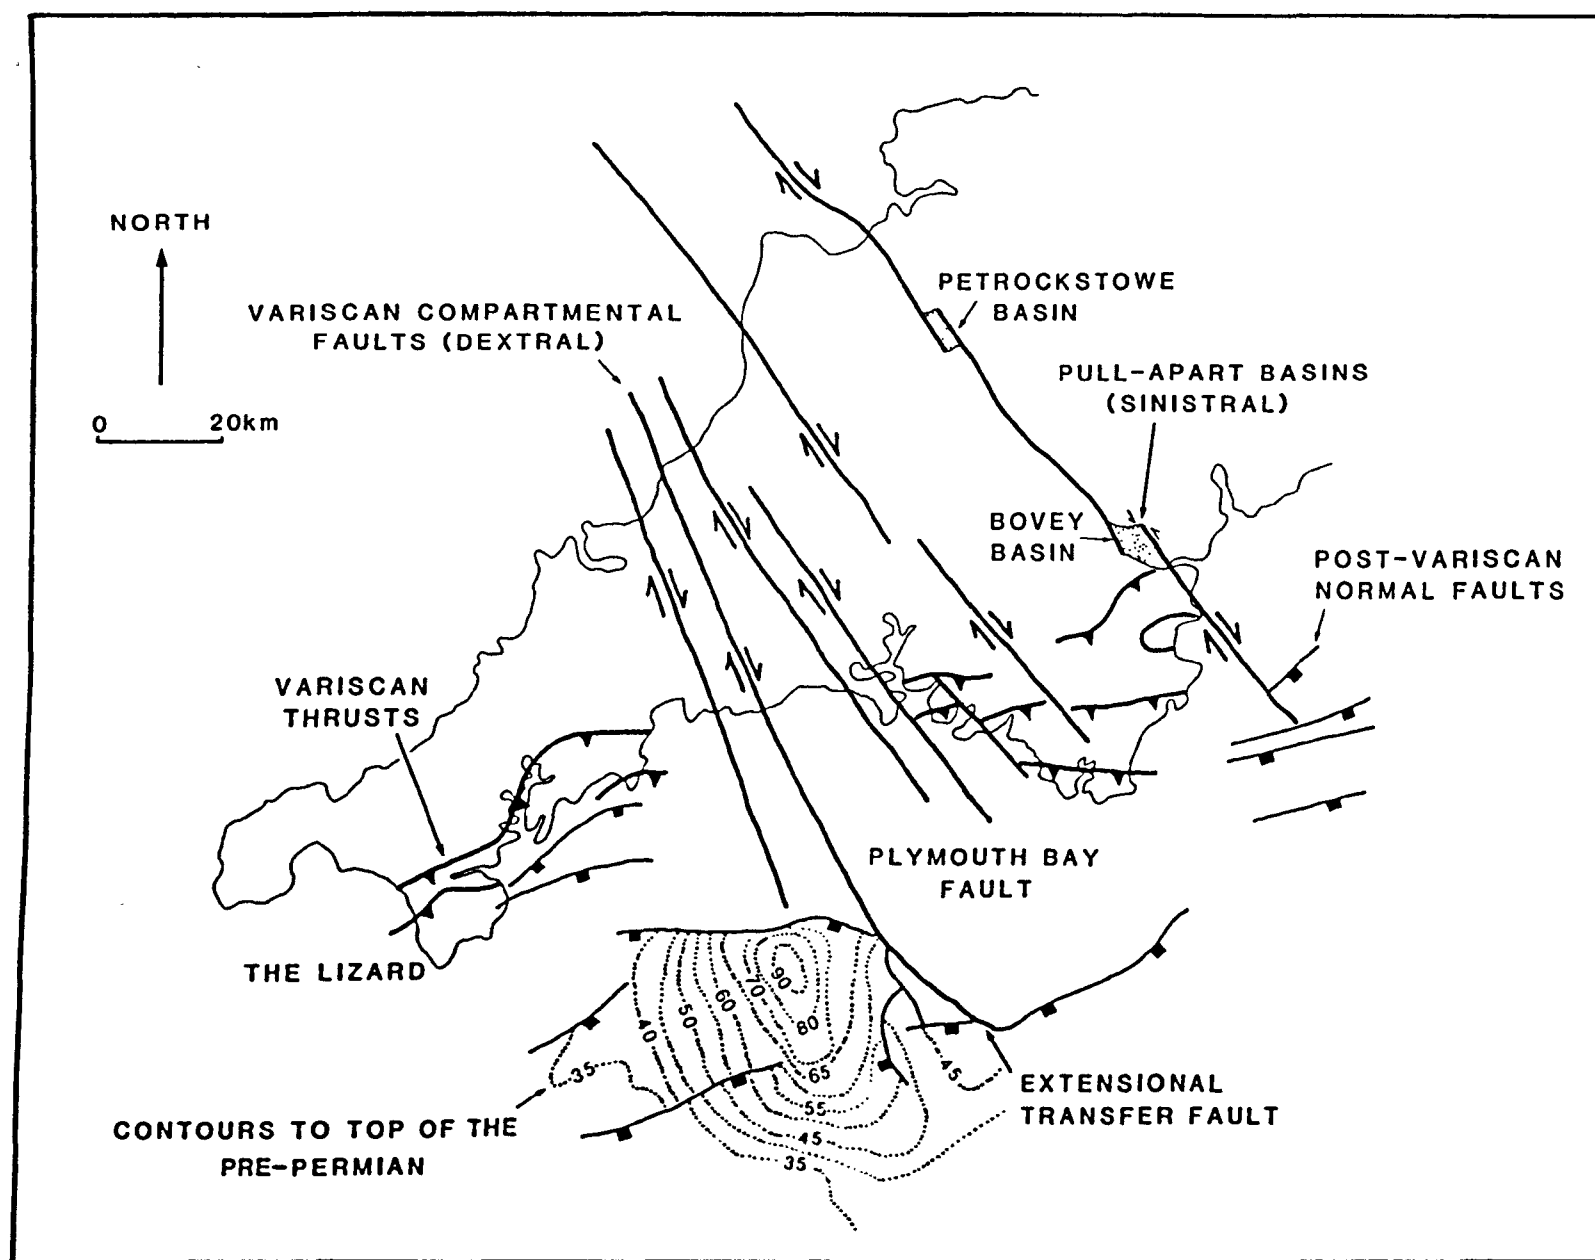 NORTH
0 20km
VARISCAN COMPARTMENTAL
FAULTS (DEXTRAL)
PETROCKSTOWE
BASIN
PULL-APART BASINS
(SINISTRAL)
BOVEY
BASIN
POST-VARISCAN
NORMAL FAULTS
VARISCAN
THRUSTS
THE LIZARD
PLYMOUTH BAY
FAULT
90
70
60
50
40
80
65
55
45
35
35
45
EXTENSIONAL
TRANSFER FAULT
CONTOURS TO TOP OF THE
PRE-PERMIAN